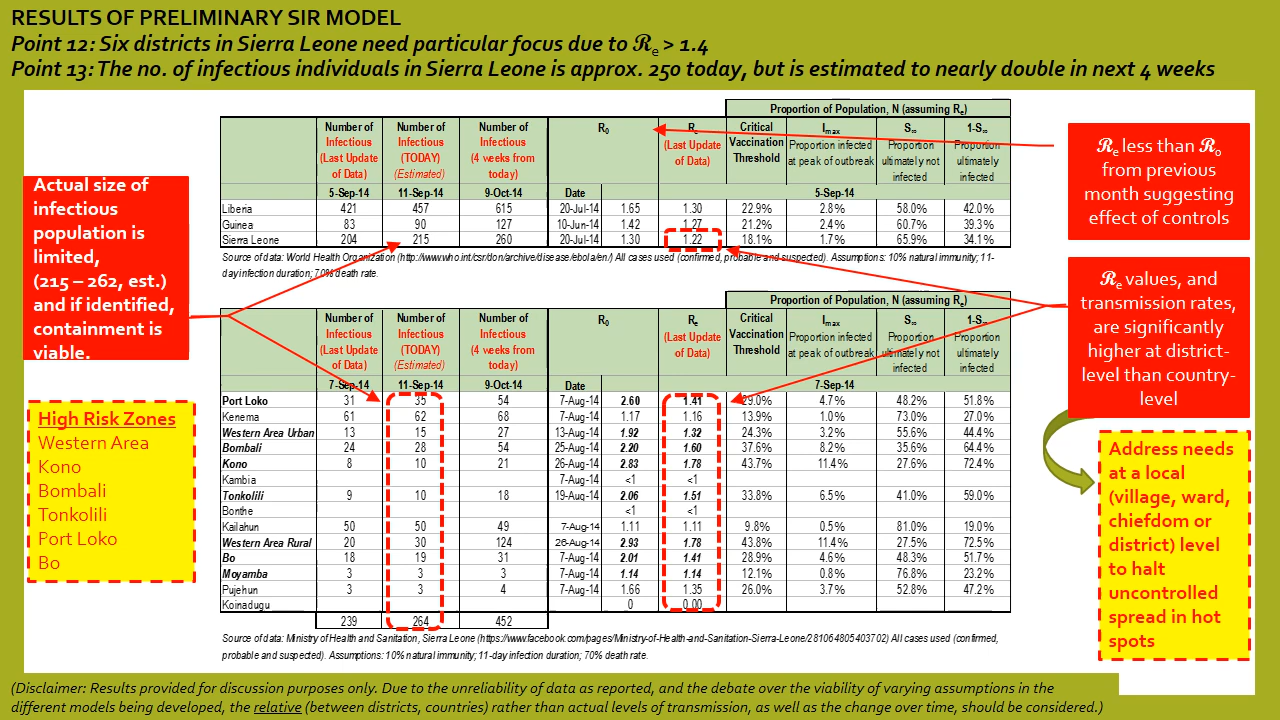 RESULTS OF PRELIMINARY SIR MODEL
Point 12: Six districts in Sierra Leone need particular focus due to ℛe > 1.4
Point 13: The no. of infectious individuals in Sierra Leone is approx. 250 today, but is estimated to nearly double in next 4 weeks
Proportion of Population, N (assuming Re)
Number of Infectious (Last Update of Data) Number of Infectious (TODAY) (Estimated) Number of Infectious (4 weeks from today) R0 Re (Last Update of Data) Critical Vaccination Threshold Imax Proportion infected at peak of outbreak S∞ Proportion ultimately not infected 1-S∞ Proportion ultimately infected
5-Sep-14 11-Sep-14 9-Oct-14 Date 5-Sep-14
Liberia 421 457 615 20-Jul-14 1.65 1.30 22.9% 2.8% 58.0% 42.0%
Guinea 83 90 127 10-Jun-14 1.42 1.27 21.2% 2.4% 60.7% 39.3%
Sierra Leone 204 215 260 20-Jul-14 1.30 1.22 18.1% 1.7% 65.9% 34.1%
Source of data: World Health Organization (http://www.who.int/csr/don/archive/disease/ebola/en/) All cases used (confirmed, probable and suspected). Assumptions: 10% natural immunity; 11-
day infection duration; 70% death rate.
Proportion of Population, N (assuming Re)
Number of Infectious (Last Update of Data) Number of Infectious (TODAY) (Estimated) Number of Infectious (4 weeks from today) R0 Re (Last Update of Data) Critical Vaccination Threshold Imax Proportion infected at peak of outbreak S∞ Proportion ultimately not infected 1-S∞ Proportion ultimately infected
7-Sep-14 11-Sep-14 9-Oct-14 Date 7-Sep-14
Port Loko 31 35 54 7-Aug-14 2.60 1.41 29.0% 4.7% 48.2% 51.8%
Kenema 61 62 68 7-Aug-14 1.17 1.16 13.9% 1.0% 73.0% 27.0%
Western Area Urban 13 15 27 13-Aug-14 1.92 1.32 24.3% 3.2% 55.6% 44.4%
Bombali 24 28 54 25-Aug-14 2.20 1.60 37.6% 8.2% 35.6% 64.4%
Kono 8 10 21 26-Aug-14 2.83 1.78 43.7% 11.4% 27.6% 72.4%
Kambia 7-Aug-14 <1 <1
Tonkolili 9 10 18 19-Aug-14 2.06 1.51 33.8% 6.5% 41.0% 59.0%
Bonthe <1 <1
Kailahun 50 50 49 7-Aug-14 1.11 1.11 9.8% 0.5% 81.0% 19.0%
Western Area Rural 20 30 124 26-Aug-14 2.93 1.78 43.8% 11.4% 27.5% 72.5%
Bo 18 19 31 7-Aug-14 2.01 1.41 28.9% 4.6% 48.3% 51.7%
Moyamba 3 3 3 7-Aug-14 1.14 1.14 12.1% 0.8% 76.8% 23.2%
Pujehun 3 3 4 7-Aug-14 1.66 1.35 26.0% 3.7% 52.8% 47.2%
Koinadugu 0 0.00
239 264 452
Source of data: Ministry of Health and Sanitation, Sierra Leone (https://www.facebook.com/pages/Ministry-of-Health-and-Sanitation-Sierra-Leone/281064805403702) All cases used (confirmed,
probable and suspected). Assumptions: 10% natural immunity; 11-day infection duration; 70% death rate.
Actual size of
infectious
population is
limited,
(215 – 262, est.)
and if identified,
containment is
viable.
High Risk Zones
Western Area
Kono
Bombali
Tonkolili
Port Loko
Bo
ℛe less than ℛo
from previous
month suggesting
effect of controls
ℛe values, and
transmission rates,
are significantly
higher at district-
level than country-
level
Address needs
at a local
(village, ward,
chiefdom or
district) level
to halt
uncontrolled
spread in hot
spots
(Disclaimer: Results provided for discussion purposes only. Due to the unreliability of data as reported, and the debate over the viability of varying assumptions in the
different models being developed, the relative (between districts, countries) rather than actual levels of transmission, as well as the change over time, should be considered.)